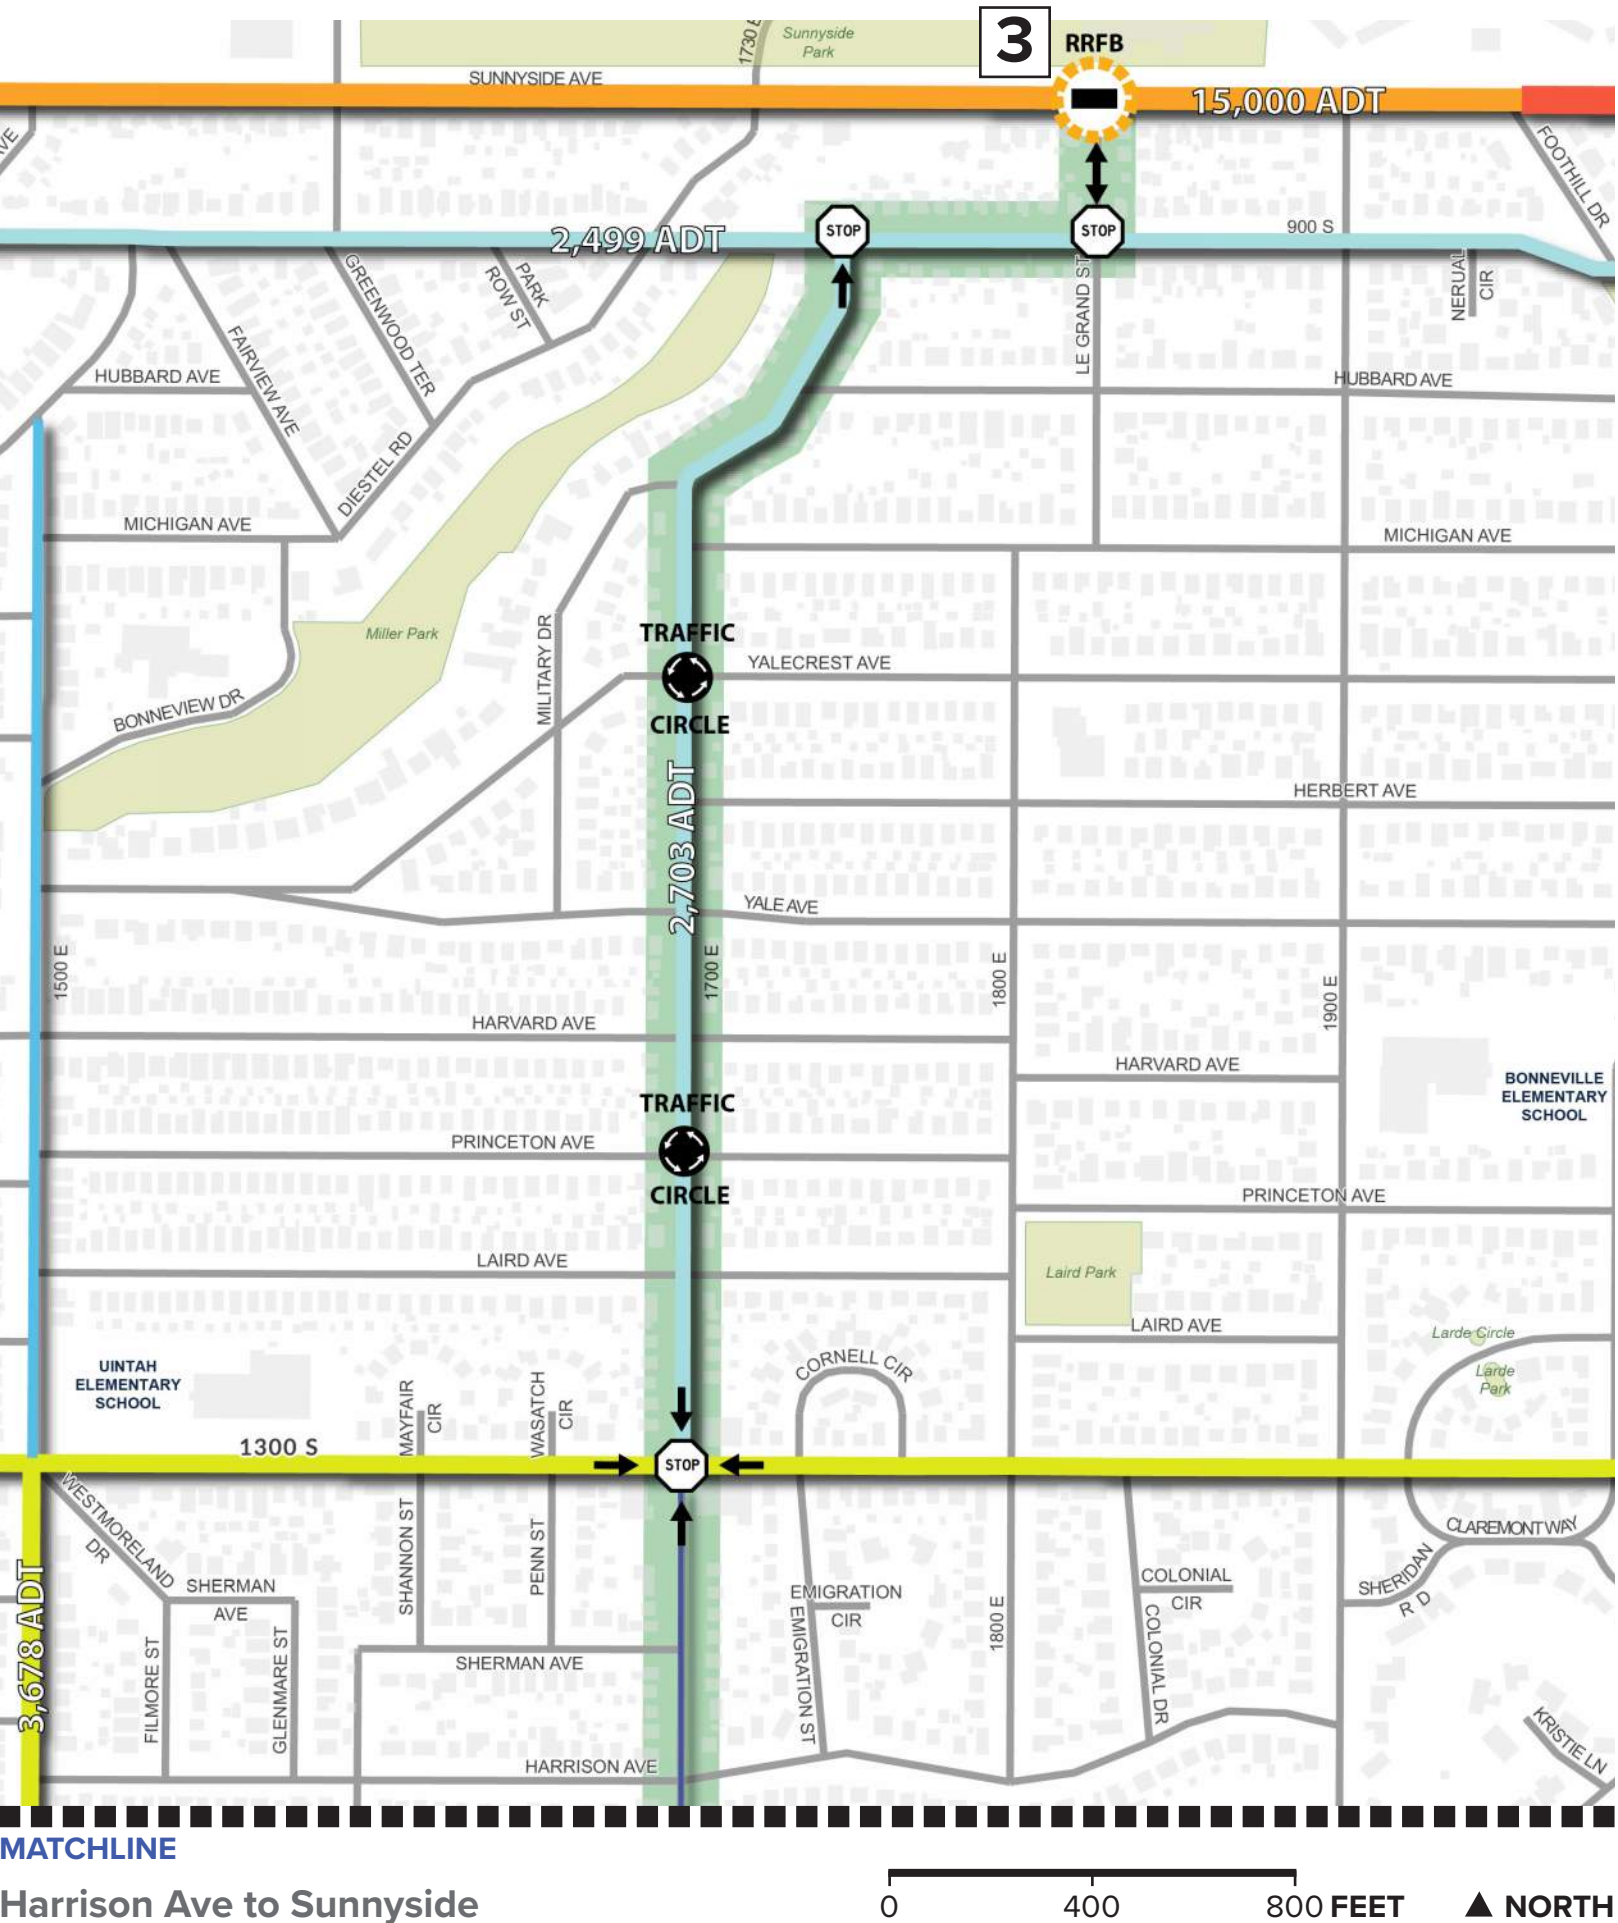 1730 E
Sunnyside
Park
3
RRFB
SUNNYSIDE AVE
15,000 ADT
AVE
FOOTHILL DR
STOP
STOP
900 S
2,499 ADT
GREENWOOD TER
PARK
ROW ST
LE GRAND ST
NERUAL
CIR
FAIRVIEW AVE
HUBBARD AVE
HUBBARD AVE
DIESTEL RD
MICHIGAN AVE
MICHIGAN AVE
Miller Park
MILITARY DR
TRAFFIC
CIRCLE
YALECREST AVE
BONNEVIEW DR
2,703 ADT
HERBERT AVE
YALE AVE
1500 E
1700 E
1800 E
1900 E
HARVARD AVE
HARVARD AVE
BONNEVILLE
ELEMENTARY
SCHOOL
TRAFFIC
CIRCLE
PRINCETON AVE
PRINCETON AVE
LAIRD AVE
Laird Park
LAIRD AVE
Larde Circle
Larde
Park
UINTAH
ELEMENTARY
SCHOOL
MAYFAIR
CIR
WASATCH
CIR
CORNELL CIR
1300 S
STOP
WESTMORELAND
DR
SHANNON ST
PENN ST
CLAREMONT WAY
SHERIDAN
RD
SHERMAN
AVE
EMIGRATION
CIR
EMIGRATION ST
1800 E
COLONIAL
CIR
COLONIAL DR
3,678 ADT
FILMORE ST
GLENMARE ST
SHERMAN AVE
KRISTIE LN
HARRISON AVE
MATCHLINE
Harrison Ave to Sunnyside
0 400 800 FEET
NORTH